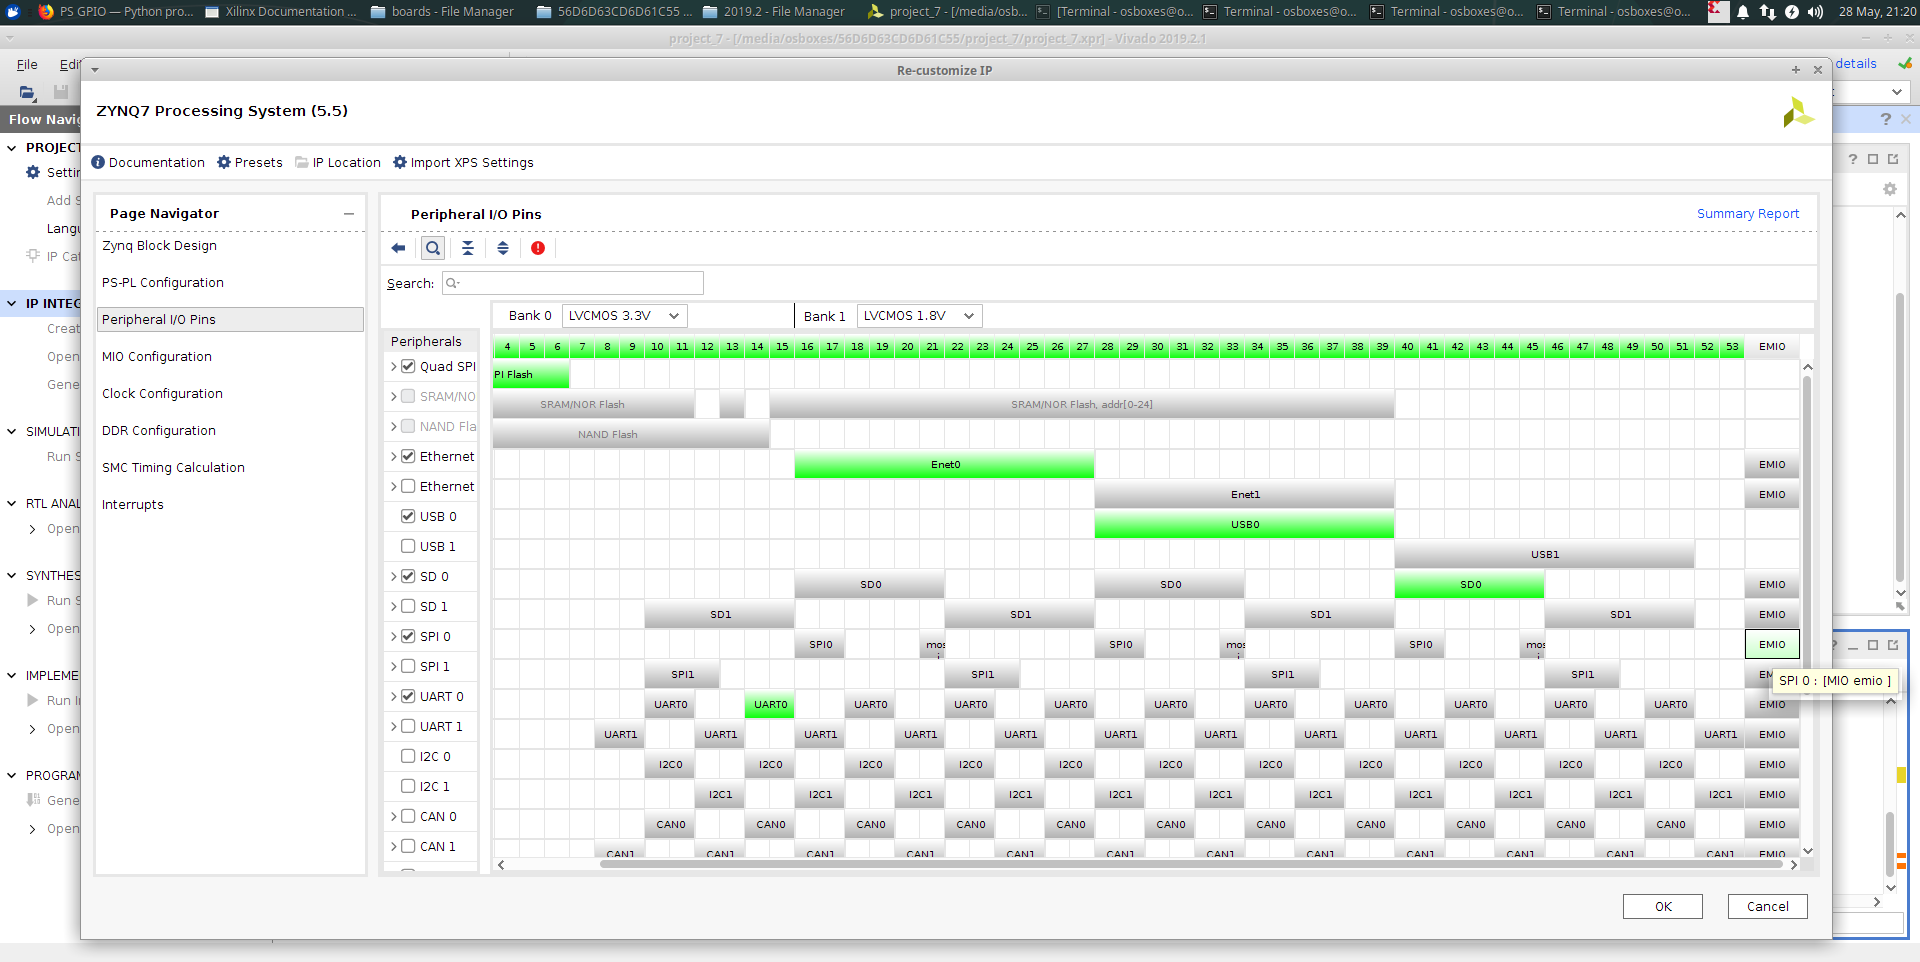 PS GPIO — Python pro... Xilinx Documentation ... boards - File Manager 56D6D63CD6D61C55 ... 2019.2 - File Manager project_7 - [/media/osb... [Terminal - osboxes@o... Terminal - osboxes@o... Terminal - osboxes@o... Terminal - osboxes@o... 28 May, 21:20
project_7 - [/media/osboxes/56D6D63CD6D61C55/project_7/project_7.xpr] - Vivado 2019.2.1
File Edi details
Re-customize IP
ZYNQ7 Processing System (5.5)
Flow Navig
Documentation Presets IP Location Import XPS Settings
PROJECT
Settin
Add S
Langu
IP Cat
IP INTEG
Creat
Open
Gene
SIMULATI
Run S
RTL ANAL
Open
SYNTHES
Run S
Open
IMPLEME
Run In
Open
PROGRAM
Gene
Open
Page Navigator
Zynq Block Design
PS-PL Configuration
Peripheral I/O Pins
MIO Configuration
Clock Configuration
DDR Configuration
SMC Timing Calculation
Interrupts
Peripheral I/O Pins Summary Report
Search:
Bank 0 LVCMOS 3.3V Bank 1 LVCMOS 1.8V
Peripherals 4 5 6 7 8 9 10 11 12 13 14 15 16 17 18 19 20 21 22 23 24 25 26 27 28 29 30 31 32 33 34 35 36 37 38 39 40 41 42 43 44 45 46 47 48 49 50 51 52 53 EMIO
Quad SPI PI Flash
SRAM/NO SRAM/NOR Flash SRAM/NOR Flash, addr[0-24]
NAND Fla NAND Flash
Ethernet Enet0 EMIO
Ethernet Enet1 EMIO
USB 0 USB0
USB 1 USB1
SD 0 SD0 SD0 SD0 EMIO
SD 1 SD1 SD1 SD1 SD1 EMIO
SPI 0 SPI0 mosi SPI0 mosi SPI0 mosi EMIO
SPI 1 SPI1 SPI1 SPI1 SPI1 EM
SPI 0 : [MIO emio ]
UART 0 UART0 UART0 UART0 UART0 UART0 UART0 UART0 UART0 UART0 UART0 UART0 EMIO
UART 1 UART1 UART1 UART1 UART1 UART1 UART1 UART1 UART1 UART1 UART1 UART1 UART1 EMIO
I2C 0 I2C0 I2C0 I2C0 I2C0 I2C0 I2C0 I2C0 I2C0 I2C0 I2C0 I2C0 EMIO
I2C 1 I2C1 I2C1 I2C1 I2C1 I2C1 I2C1 I2C1 I2C1 I2C1 I2C1 I2C1 EMIO
CAN 0 CAN0 CAN0 CAN0 CAN0 CAN0 CAN0 CAN0 CAN0 CAN0 CAN0 CAN0 EMIO
CAN 1 CAN1 CAN1 CAN1 CAN1 CAN1 CAN1 CAN1 CAN1 CAN1 CAN1 CAN1 CAN1 EMIO
OK Cancel